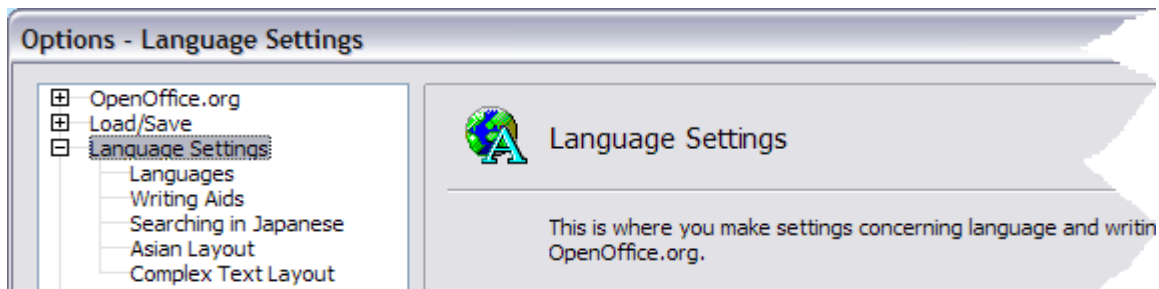 Options - Language Settings
OpenOffice.org
Load/Save
Language Settings
Languages
Writing Aids
Searching in Japanese
Asian Layout
Complex Text Layout
Language Settings
This is where you make settings concerning language and writin
OpenOffice.org.